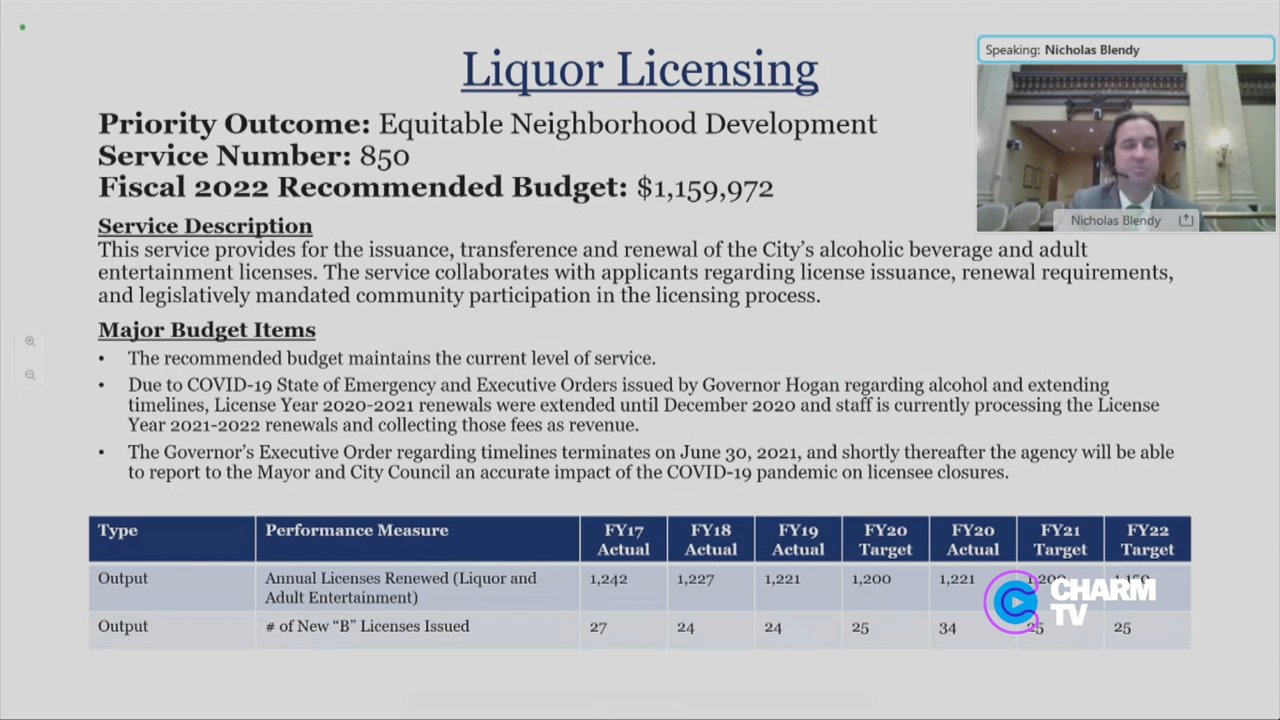 Liquor Licensing
Speaking: Nicholas Blendy
Nicholas Blendy
Priority Outcome: Equitable Neighborhood Development
Service Number: 850
Fiscal 2022 Recommended Budget: $1,159,972
Service Description
This service provides for the issuance, transference and renewal of the City's alcoholic beverage and adult
entertainment licenses. The service collaborates with applicants regarding license issuance, renewal requirements,
and legislatively mandated community participation in the licensing process.
Major Budget Items
• The recommended budget maintains the current level of service.
• Due to COVID-19 State of Emergency and Executive Orders issued by Governor Hogan regarding alcohol and extending
timelines, License Year 2020-2021 renewals were extended until December 2020 and staff is currently processing the License
Year 2021-2022 renewals and collecting those fees as revenue.
• The Governor's Executive Order regarding timelines terminates on June 30, 2021, and shortly thereafter the agency will be able
to report to the Mayor and City Council an accurate impact of the COVID-19 pandemic on licensee closures.
Type Performance Measure FY17 Actual FY18 Actual FY19 Actual FY20 Target FY20 Actual FY21 Target FY22 Target
Output Annual Licenses Renewed (Liquor and Adult Entertainment) 1,242 1,227 1,221 1,200 1,221 1,200
Output # of New "B" Licenses Issued 27 24 24 25 34 25 25
CHARM
TV